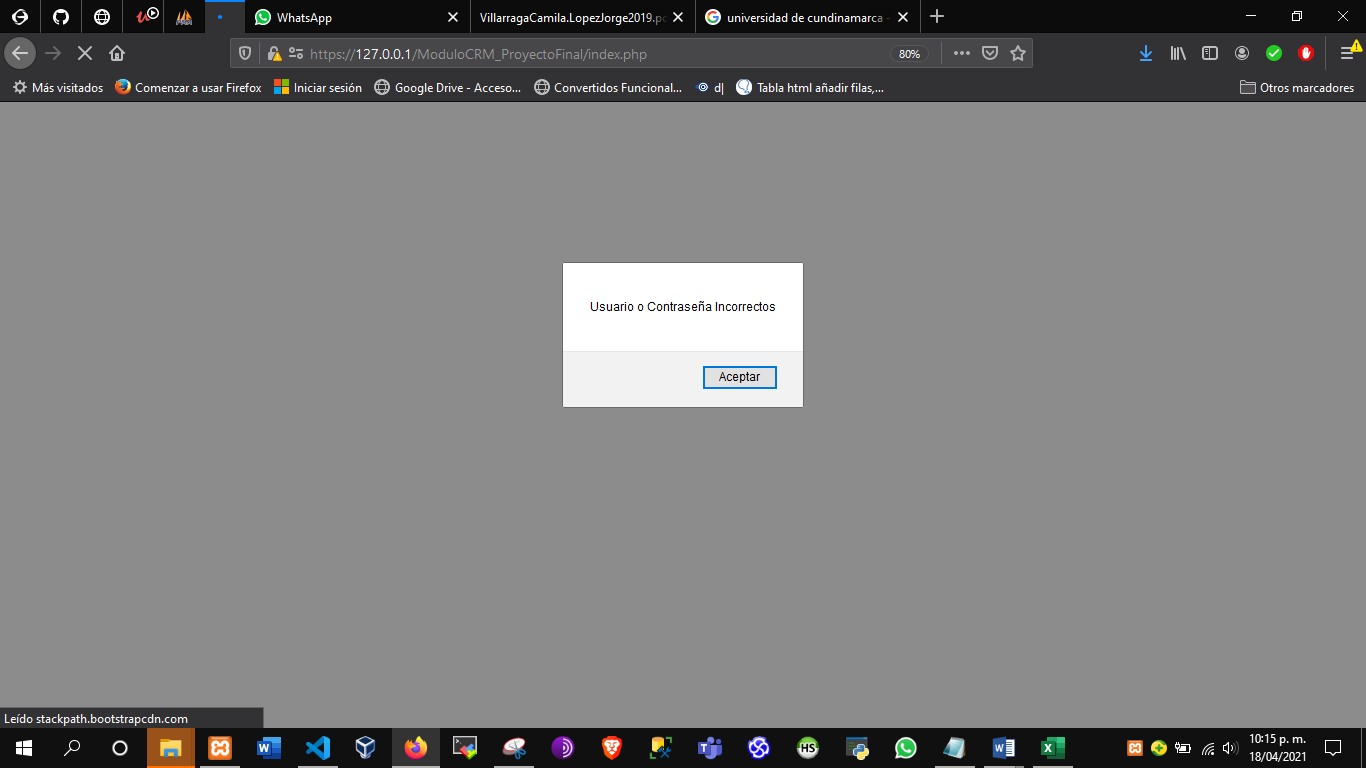 WhatsApp
VillarragaCamila.LopezJorge2019.pd
universidad de cundinamarca -
https://127.0.0.1/ModuloCRM_ProyectoFinal/index.php
80%
Más visitados
Comenzar a usar Firefox
Iniciar sesión
Google Drive - Acceso...
Convertidos Funcional...
d|
Tabla html añadir filas,...
Otros marcadores
Usuario o Contraseña Incorrectos
Aceptar
Leído stackpath.bootstrapcdn.com
HS
10:15 p. m.
18/04/2021